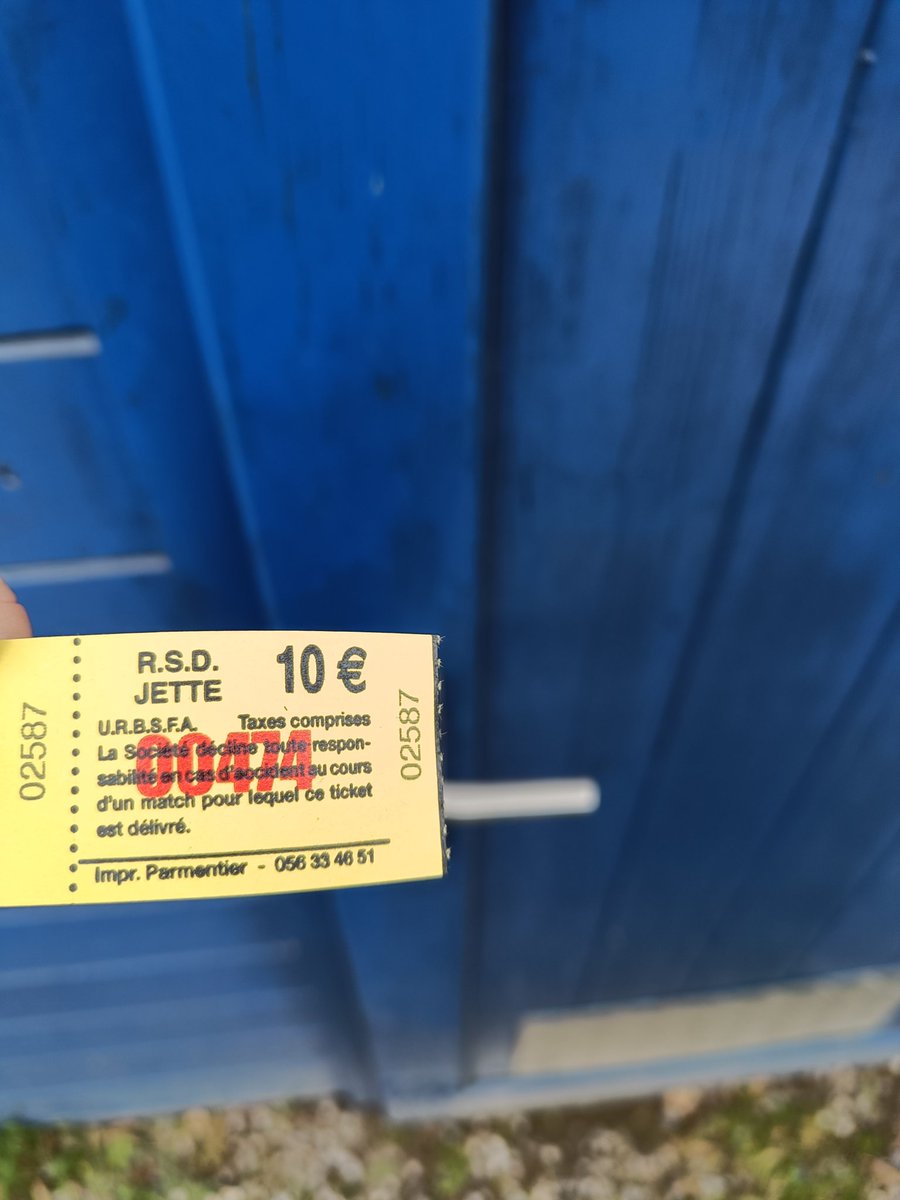 02587
R.S.D.
JETTE
10 €
U.R.B.S.F.A. Taxes comprises
La Société décline toute respon-
sabilité en cas d'accident au cours
d'un match pour lequel ce ticket
est délivré.
00474
Impr. Parmentier - 056 33 46 51
02587